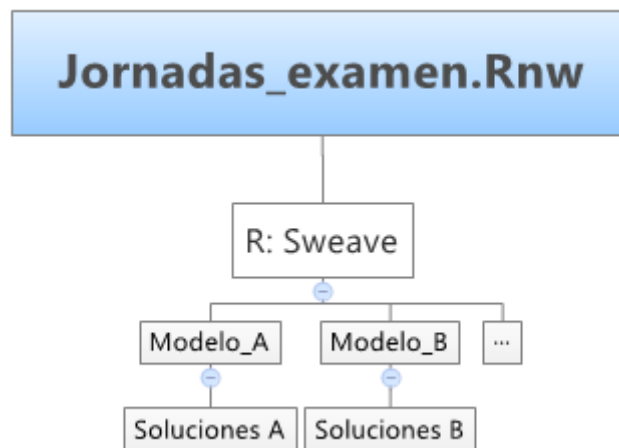 Jornadas_examen.Rnw
R: Sweave
Modelo_A
Modelo_B
...
Soluciones A
Soluciones B